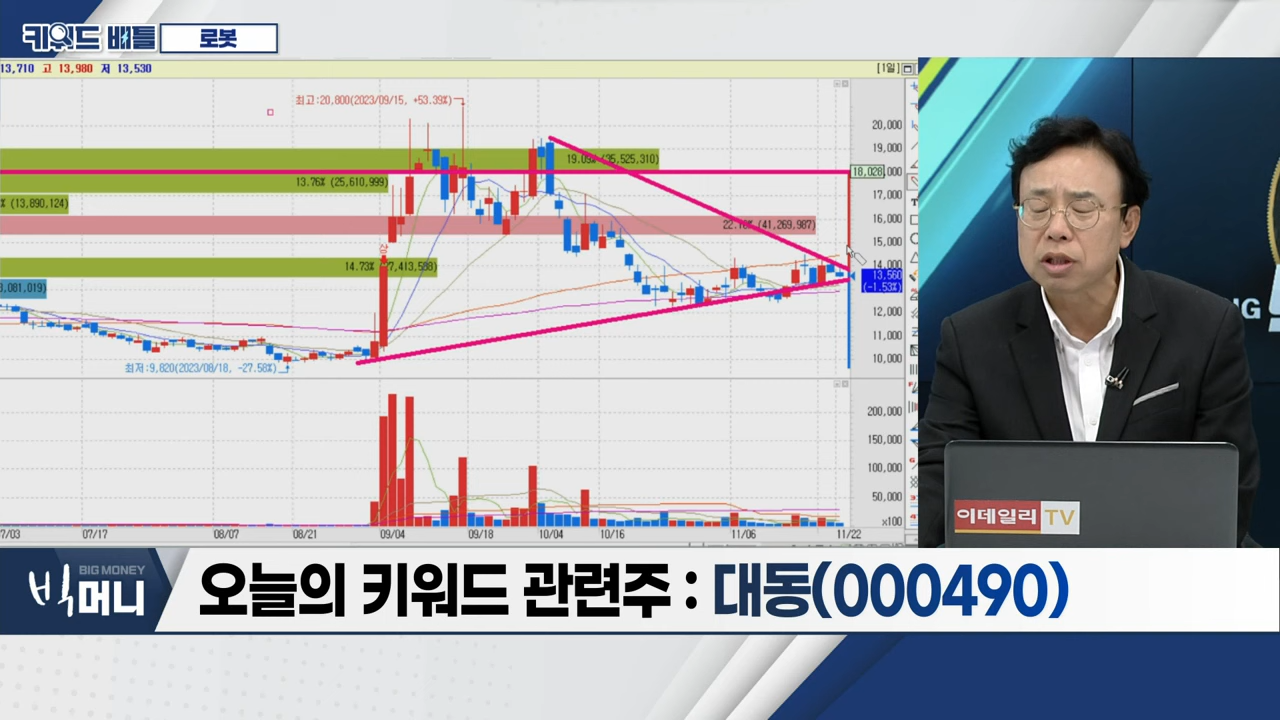 키워드 배틀 로봇
13,710 고 13,980 저 13,530 [1일]
최고:20,800(2023/09/15, +53.39%)
20,000
19,000
19.09% (35,525,310)
18,028
13.76% (25,610,999)
17,000
% (13,890,124)
16,000
22.18% (41,269,987)
15,000
14,000
14.73%
13,560
(-1.53%)
,081,019)
12,000
11,000
10,000
최저:9,820(2023/08/18, -27.58%)
200,000
150,000
100,000
50,000
x100
7/03 07/17 08/07 08/21 09/04 09/18 10/04 10/16 11/06 11/22
NG
이데일리 TV
BIG MONEY
빅머니
오늘의 키워드 관련주 : 대동(000490)